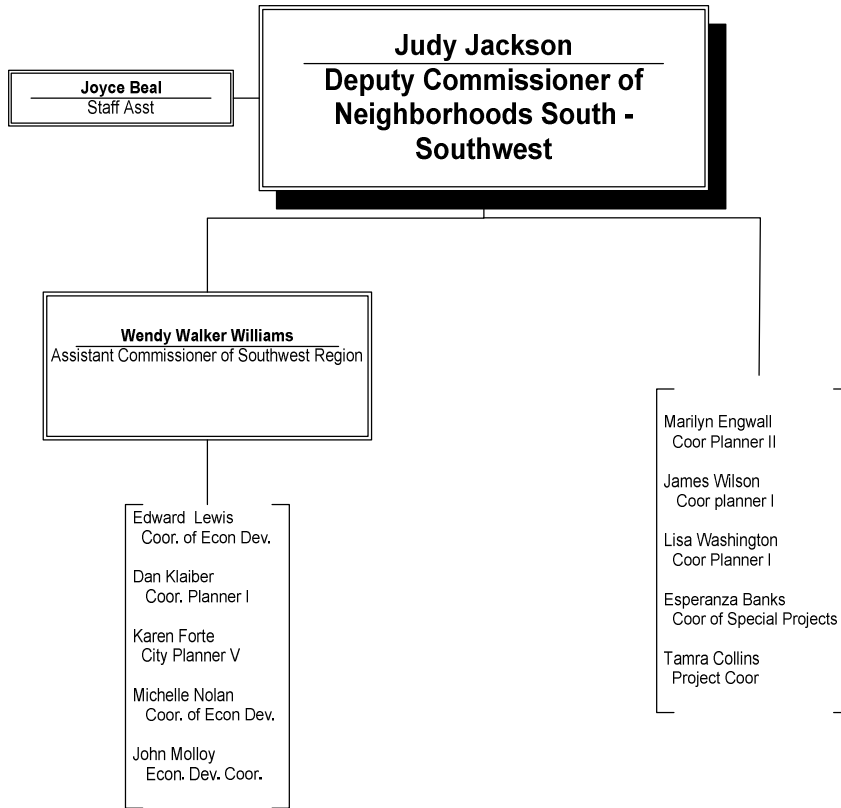 Judy Jackson
Deputy Commissioner of
Neighborhoods South -
Southwest
Joyce Beal
Staff Asst
Wendy Walker Williams
Assistant Commissioner of Southwest Region
Edward Lewis
Coor. of Econ Dev.
Dan Klaiber
Coor. Planner I
Karen Forte
City Planner V
Michelle Nolan
Coor. of Econ Dev.
John Molloy
Econ. Dev. Coor.
Marilyn Engwall
Coor Planner II
James Wilson
Coor planner I
Lisa Washington
Coor Planner I
Esperanza Banks
Coor of Special Projects
Tamra Collins
Project Coor